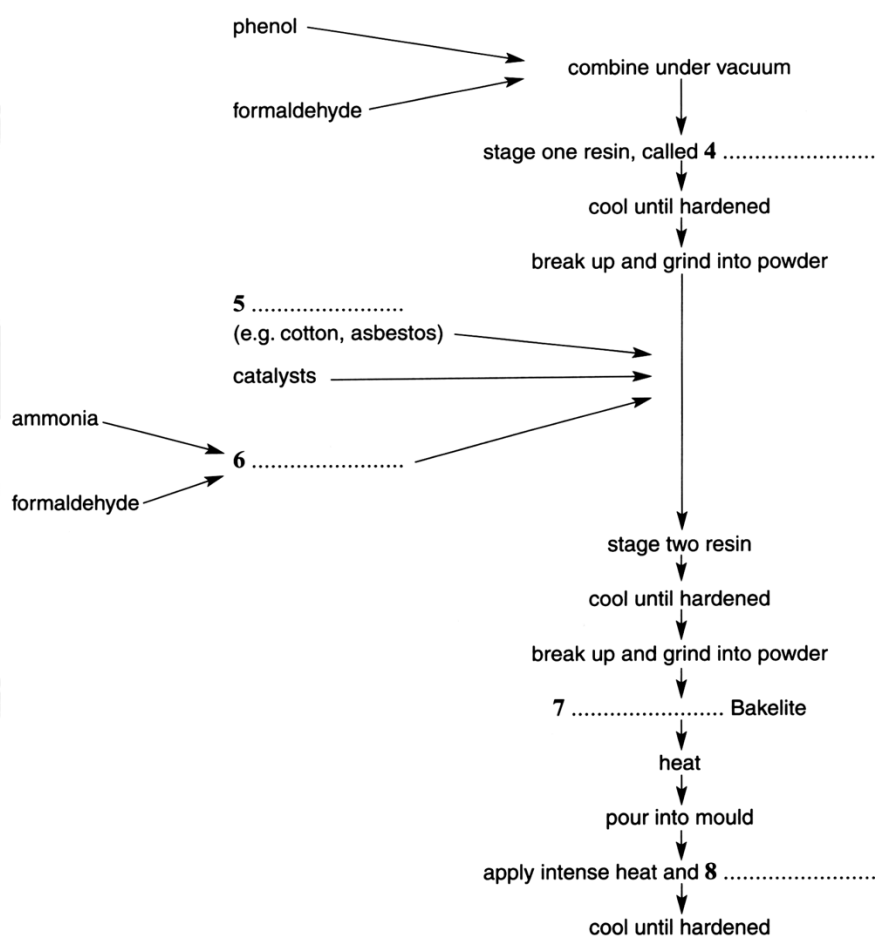 phenol
combine under vacuum
formaldehyde
stage one resin, called 4 ........................
cool until hardened
break up and grind into powder
5 .......................
(e.g. cotton, asbestos)
catalysts
ammonia
6 .......................
formaldehyde
stage two resin
cool until hardened
break up and grind into powder
7 ....................... Bakelite
heat
pour into mould
apply intense heat and 8 ........................
cool until hardened